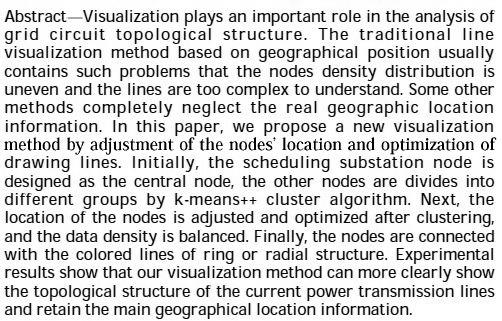 Abstract—Visualization plays an important role in the analysis of
grid circuit topological structure. The traditional line
visualization method based on geographical position usually
contains such problems that the nodes density distribution is
uneven and the lines are too complex to understand. Some other
methods completely neglect the real geographic location
information. In this paper, we propose a new visualization
method by adjustment of the nodes' location and optimization of
drawing lines. Initially, the scheduling substation node is
designed as the central node, the other nodes are divides into
different groups by k-means++ cluster algorithm. Next, the
location of the nodes is adjusted and optimized after clustering,
and the data density is balanced. Finally, the nodes are connected
with the colored lines of ring or radial structure. Experimental
results show that our visualization method can more clearly show
the topological structure of the current power transmission lines
and retain the main geographical location information.